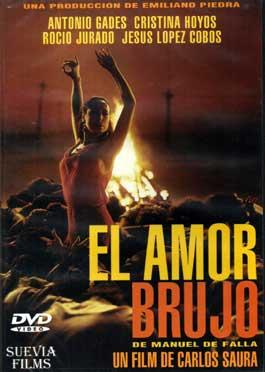 UNA PRODUCCION DE EMILIANO PIEDRA
ANTONIO GADES CRISTINA HOYOS
ROCIO JURADO JESUS LOPEZ COBOS
EL AMOR
BRUJO
DE MANUEL DE FALLA
UN FILM DE CARLOS SAURA
DVD
VIDEO
SUEVIA
FILMS